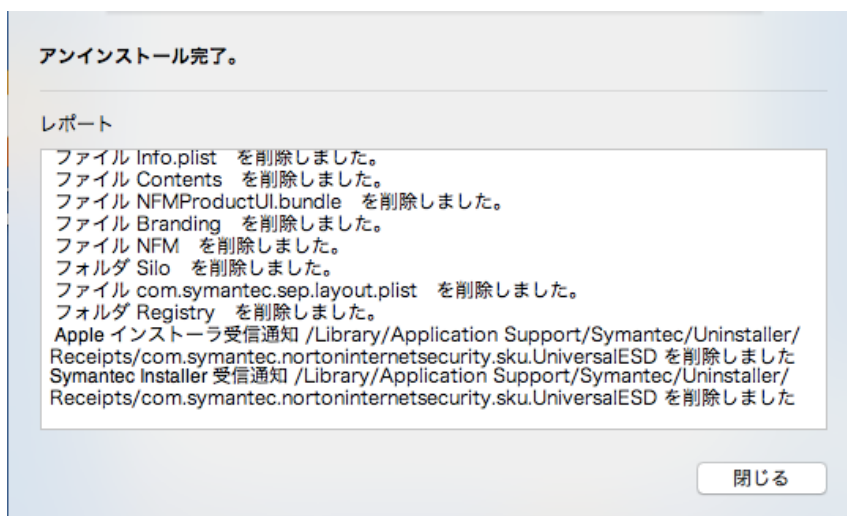 アンインストール完了。
レポート
ファイル Info.plist　を削除しました。
ファイル Contents　を削除しました。
ファイル NFMProductUI.bundle　を削除しました。
ファイル Branding　を削除しました。
ファイル NFM　を削除しました。
フォルダ Silo　を削除しました。
ファイル com.symantec.sep.layout.plist　を削除しました。
フォルダ Registry　を削除しました。
Apple インストーラ受信通知 /Library/Application Support/Symantec/Uninstaller/
Receipts/com.symantec.nortoninternetsecurity.sku.UniversalESD を削除しました
Symantec Installer 受信通知 /Library/Application Support/Symantec/Uninstaller/
Receipts/com.symantec.nortoninternetsecurity.sku.UniversalESD を削除しました
閉じる